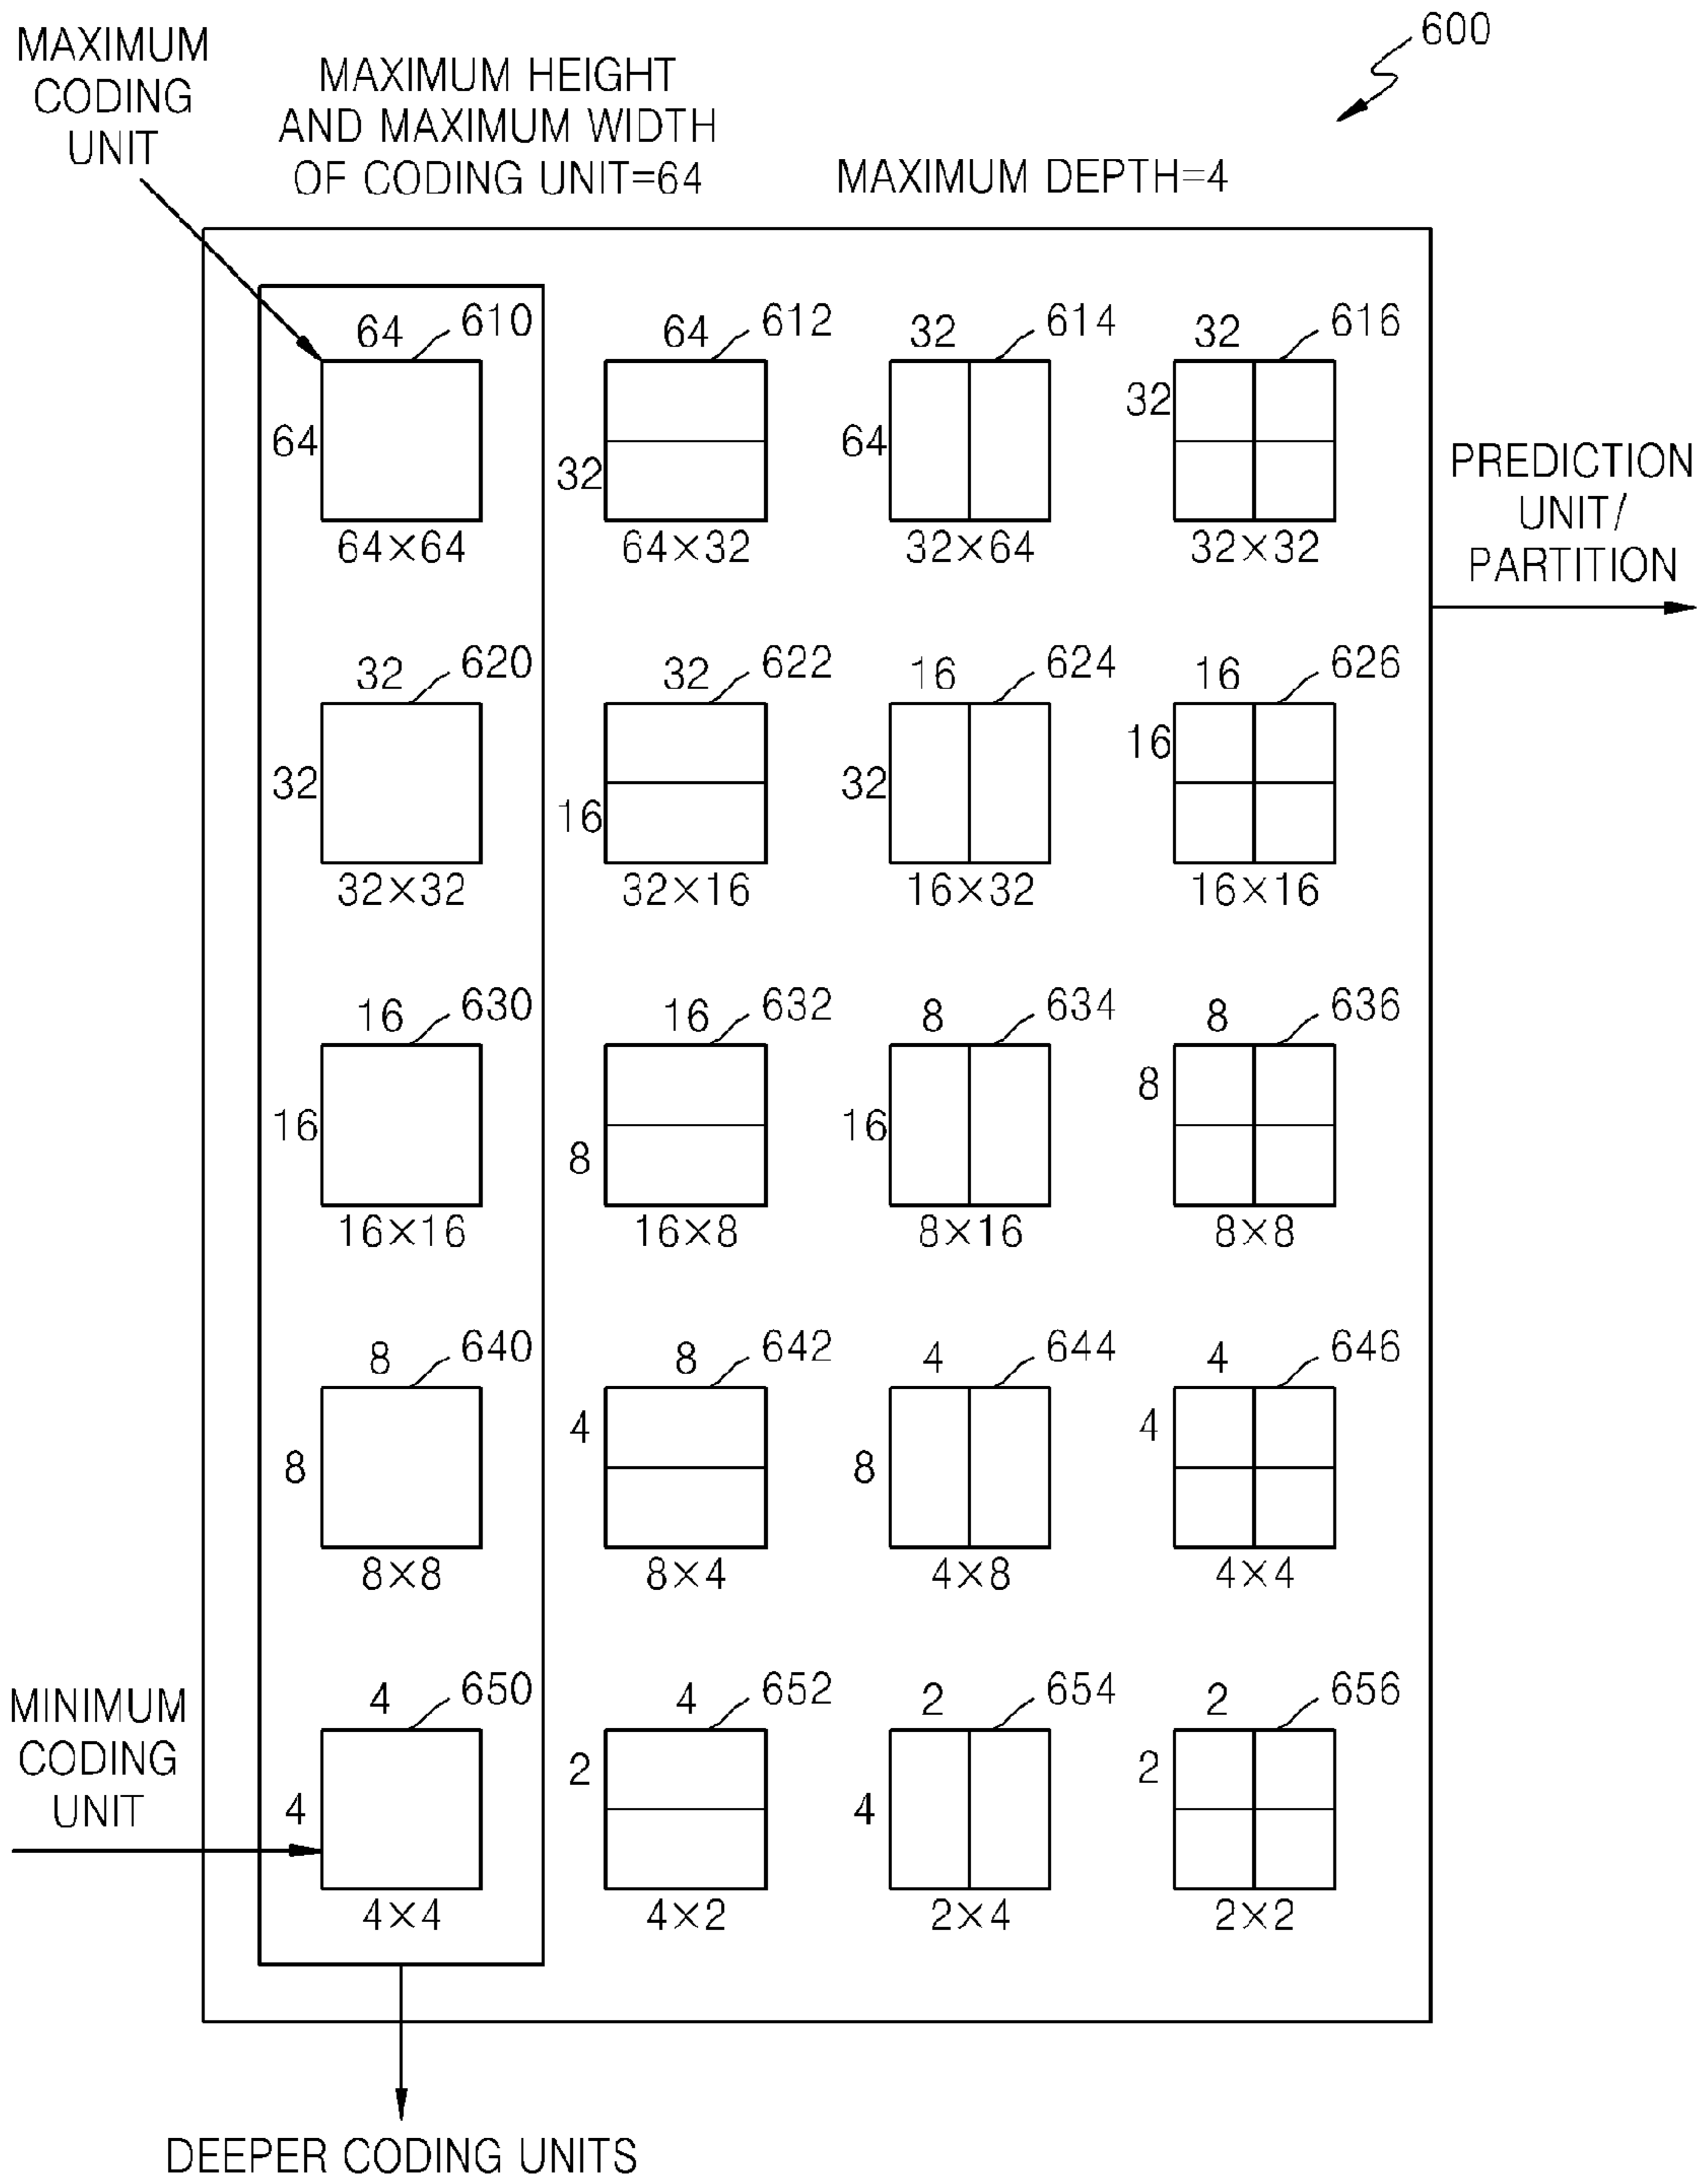 600
MAXIMUM
CODING
UNIT
MAXIMUM HEIGHT
AND MAXIMUM WIDTH
OF CODING UNIT=64
MAXIMUM DEPTH=4
64 610 64 612 32 614 32 616
64 32 64 32
64×64 64×32 32×64 32×32
PREDICTION
UNIT/
PARTITION
32 620 32 622 16 624 16 626
32 16 32 16
32×32 32×16 16×32 16×16
16 630 16 632 8 634 8 636
16 8 16 8
16×16 16×8 8×16 8×8
8 640 8 642 4 644 4 646
8 4 8 4
8×8 8×4 4×8 4×4
MINIMUM
CODING
UNIT
4 650 4 652 2 654 2 656
4 2 4 2
4×4 4×2 2×4 2×2
DEEPER CODING UNITS